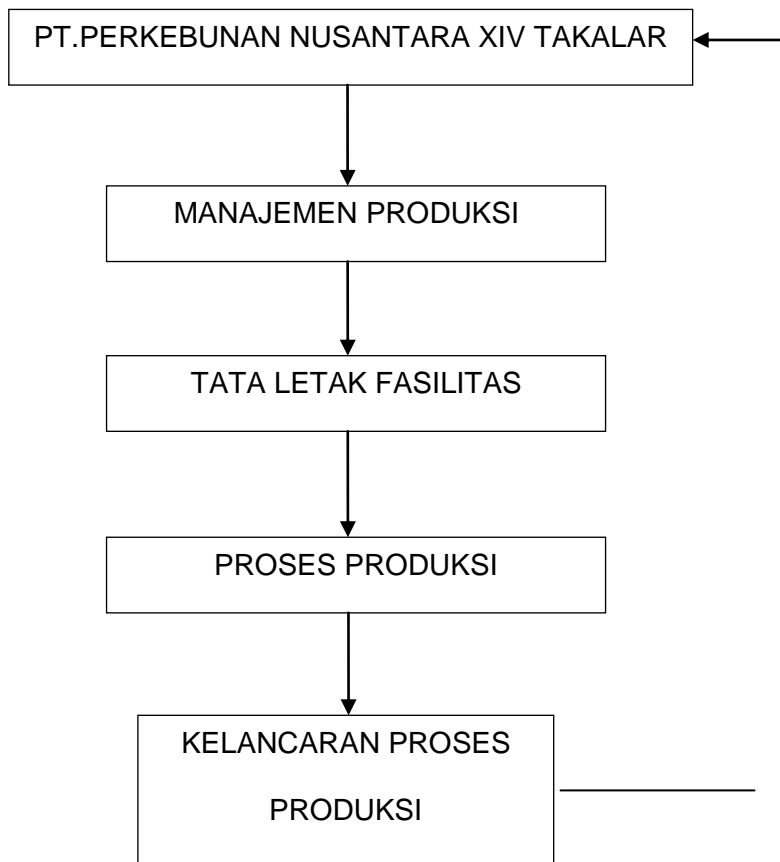 PT.PERKEBUNAN NUSANTARA XIV TAKALAR
MANAJEMEN PRODUKSI
TATA LETAK FASILITAS
PROSES PRODUKSI
KELANCARAN PROSES
PRODUKSI